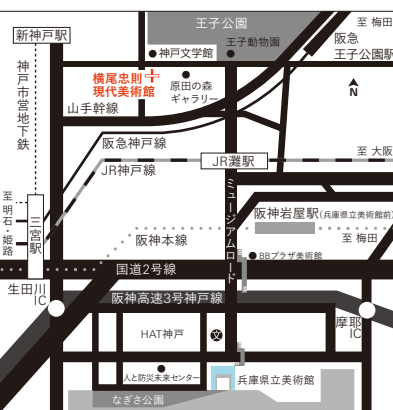 王子公園
至 梅田
新神戸駅
阪急
王子公園駅
神戸文学館
王子動物園
横尾忠則
現代美術館
原田の森
ギャラリー
N
神戸市営地下鉄
山手幹線
阪急神戸線
至 大阪
JR神戸線
JR灘駅
至 明石・姫路
三宮駅
ミュージアムロード
阪神岩屋駅(兵庫県立美術館前)
阪神本線
至 梅田
BBプラザ美術館
国道2号線
生田川
IC
阪神高速3号神戸線
摩耶
IC
HAT神戸
文
人と防災未来センター
兵庫県立美術館
なぎさ公園